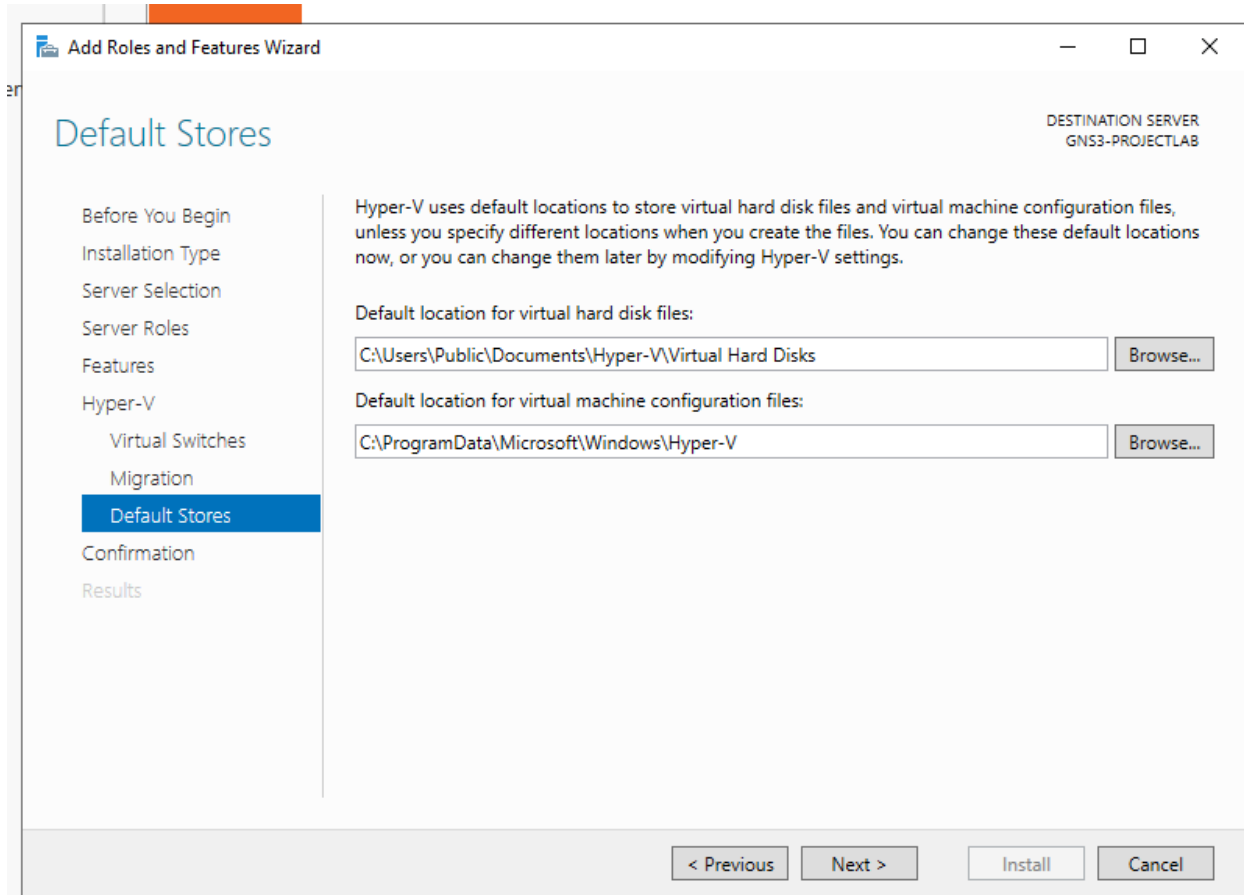 Add Roles and Features Wizard
er
Default Stores
DESTINATION SERVER
GNS3-PROJECTLAB
Before You Begin
Installation Type
Server Selection
Server Roles
Features
Hyper-V
Virtual Switches
Migration
Default Stores
Confirmation
Results
Hyper-V uses default locations to store virtual hard disk files and virtual machine configuration files,
unless you specify different locations when you create the files. You can change these default locations
now, or you can change them later by modifying Hyper-V settings.
Default location for virtual hard disk files:
C:\Users\Public\Documents\Hyper-V\Virtual Hard Disks
Browse...
Default location for virtual machine configuration files:
C:\ProgramData\Microsoft\Windows\Hyper-V
Browse...
< Previous
Next >
Install
Cancel